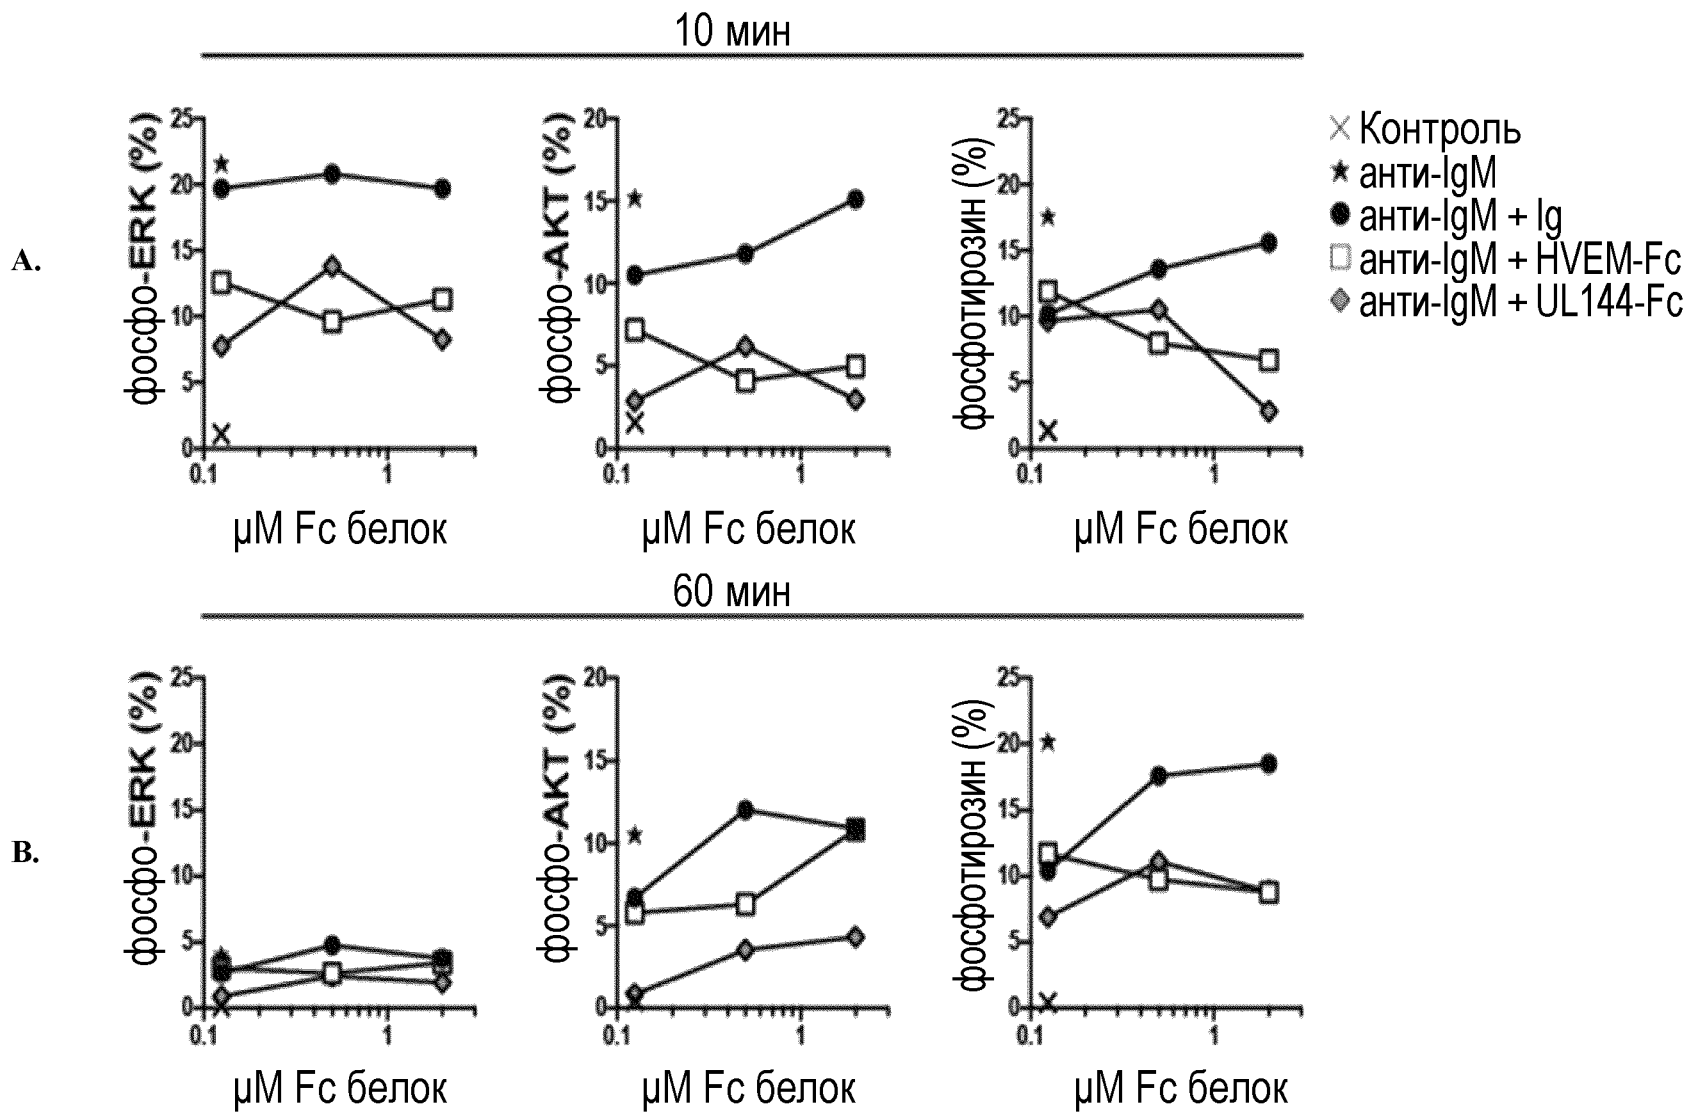 10 мин
A.
фосфо-ERK (%)
25
20
15
10
5
0
0.1
1
μM Fc белок
фосфо-AKT (%)
20
15
10
5
0
0.1
1
μM Fc белок
фосфотирозин (%)
25
20
15
10
5
0
0.1
1
μM Fc белок
Контроль
анти-IgM
анти-IgM + Ig
анти-IgM + HVEM-Fc
анти-IgM + UL144-Fc
60 мин
B.
фосфо-ERK (%)
25
20
15
10
5
0
0.1
1
μM Fc белок
фосфо-AKT (%)
20
15
10
5
0
0.1
1
μM Fc белок
фосфотирозин (%)
25
20
15
10
5
0
0.1
1
μM Fc белок